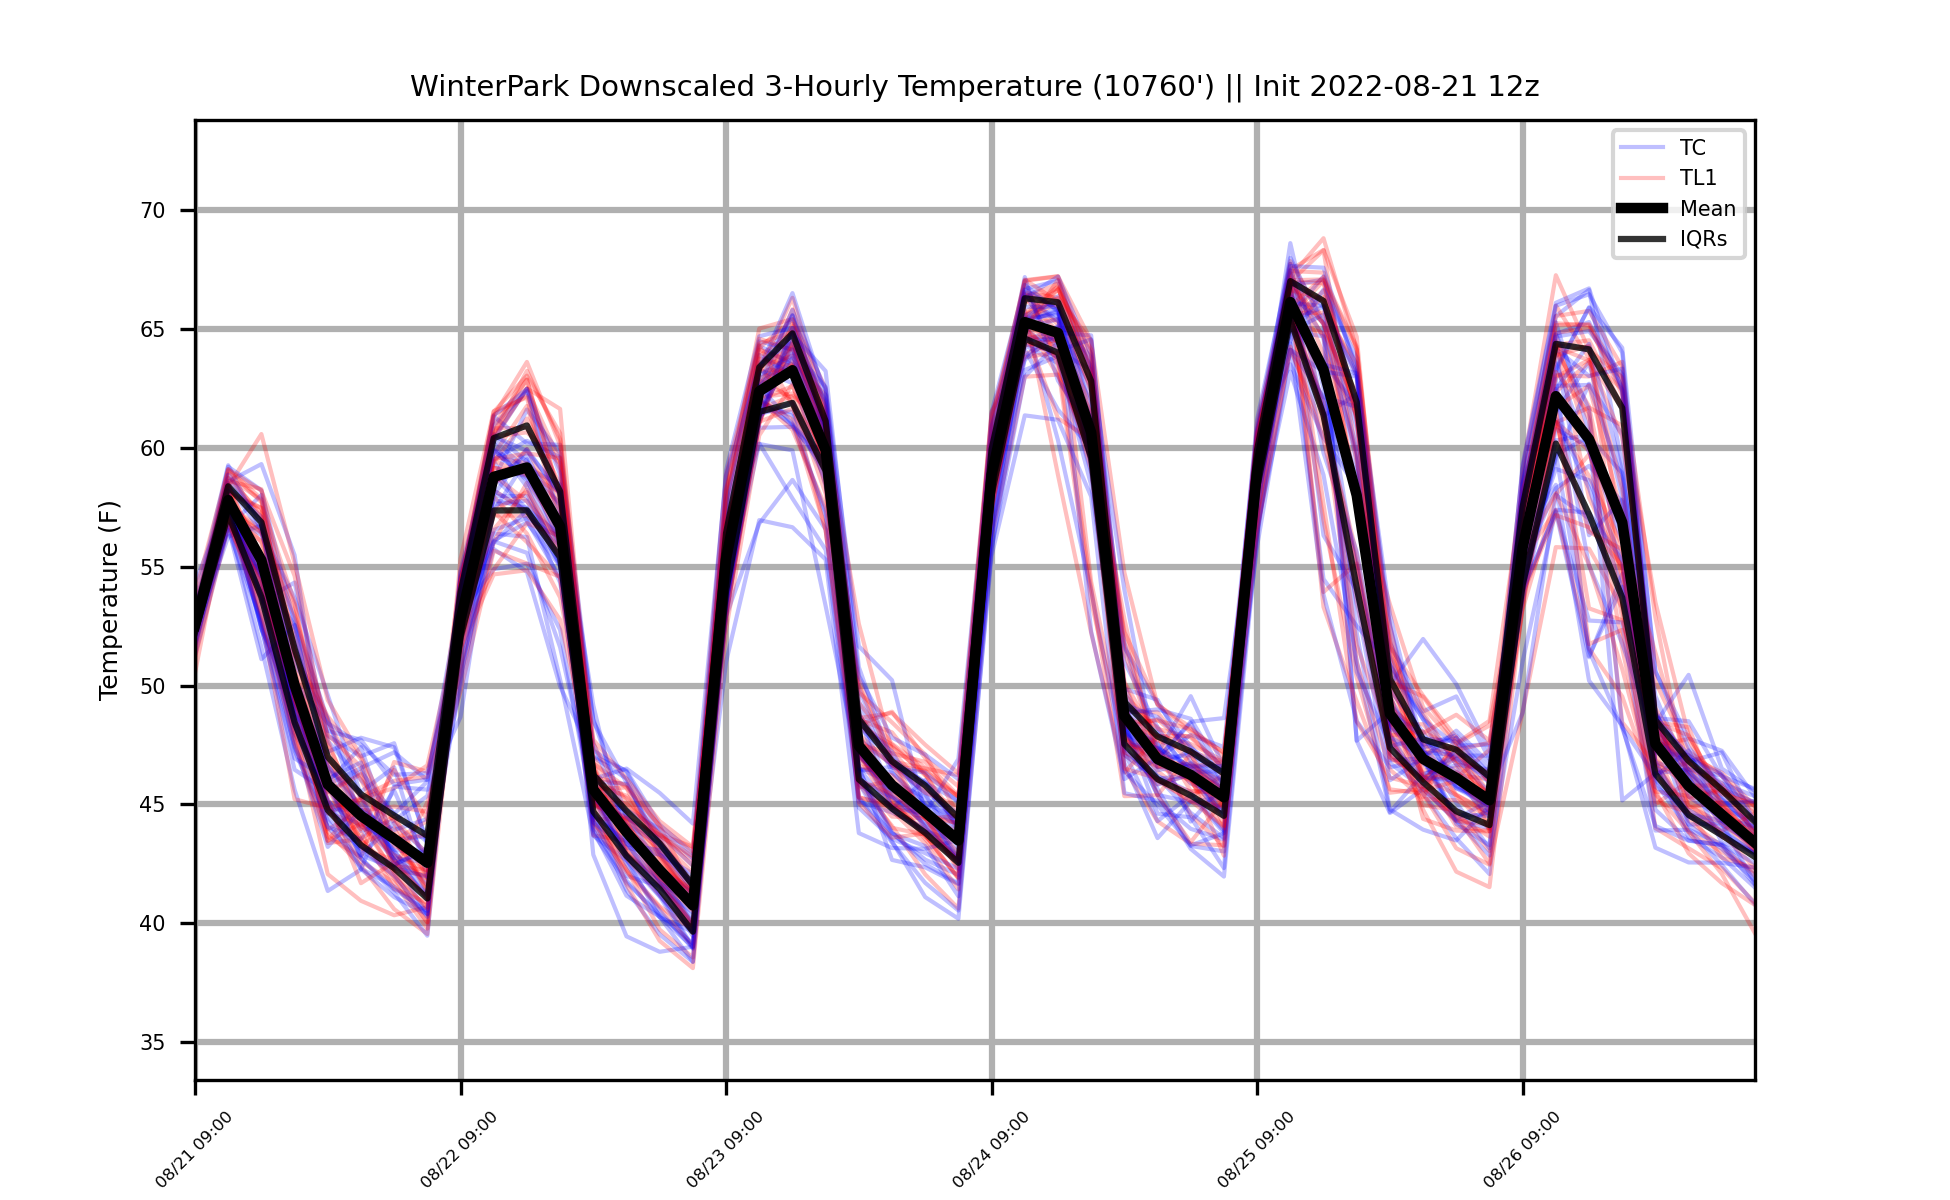 WinterPark Downscaled 3-Hourly Temperature (10760') || Init 2022-08-21 12z
TC
TL1
Mean
IQRs
Temperature (F)
70
65
60
55
50
45
40
35
08/21 09:00
08/22 09:00
08/23 09:00
08/24 09:00
08/25 09:00
08/26 09:00